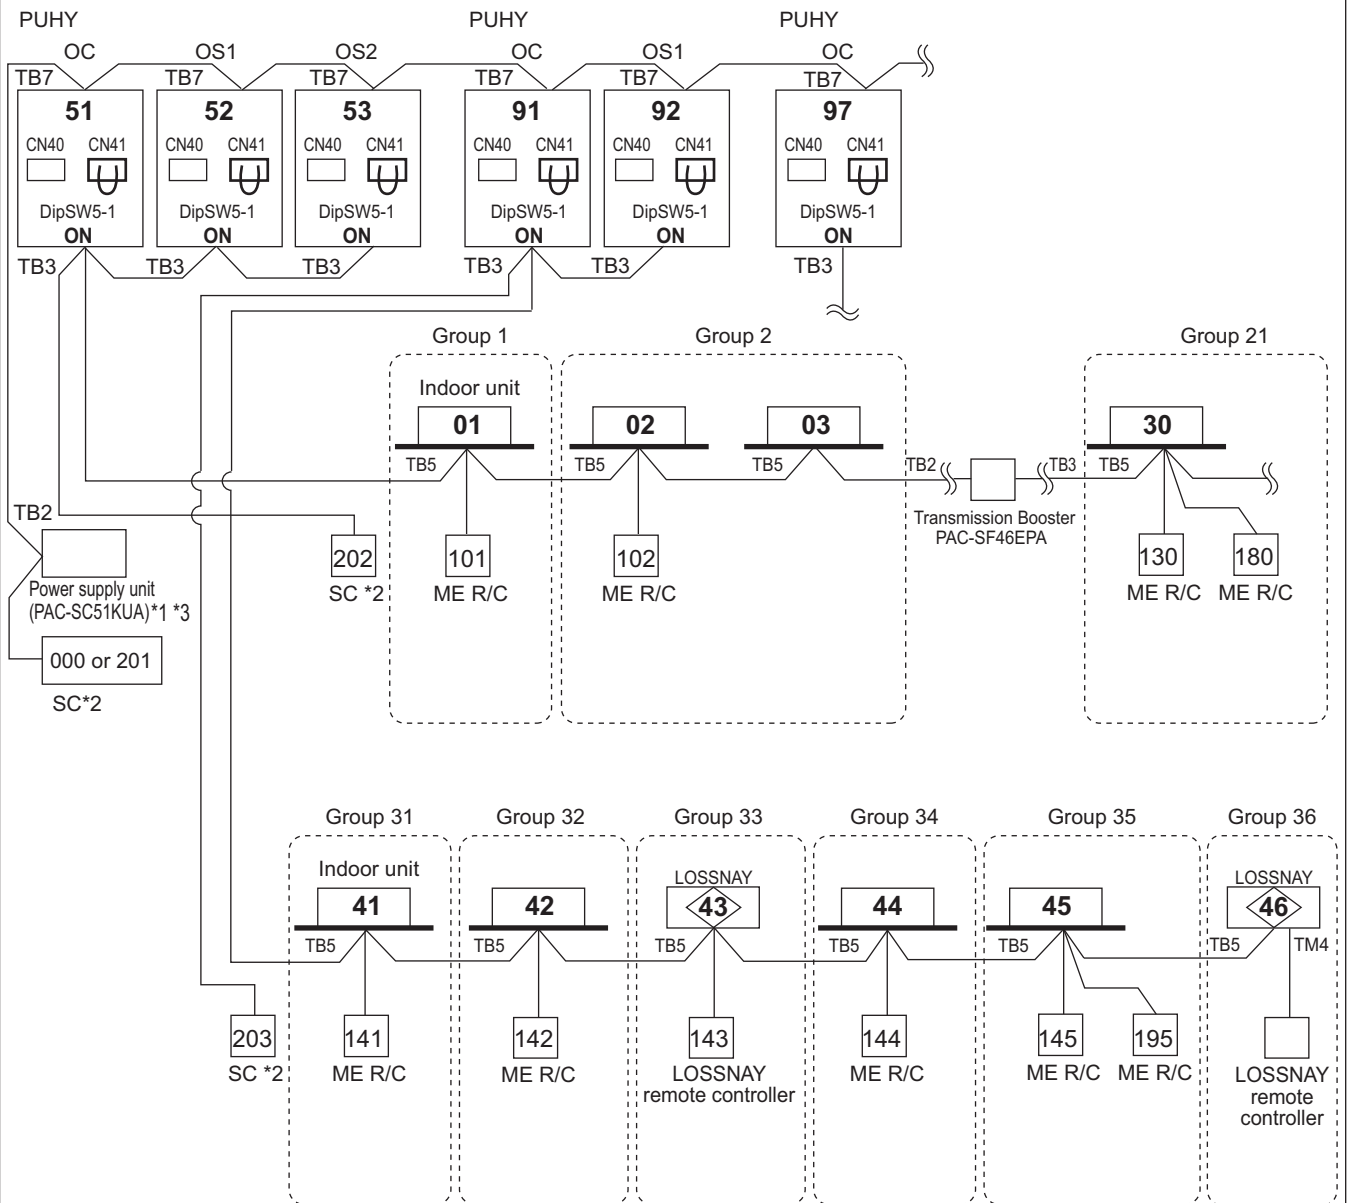 PUHY PUHY PUHY
OC OS1 OS2 OC OS1 OC
TB7 TB7 TB7 TB7 TB7 TB7
51 52 53 91 92 97
CN40 CN41 CN40 CN41 CN40 CN41 CN40 CN41 CN40 CN41 CN40 CN41
DipSW5-1 DipSW5-1 DipSW5-1 DipSW5-1 DipSW5-1 DipSW5-1
ON ON ON ON ON ON
TB3 TB3 TB3 TB3 TB3 TB3
Group 1 Group 2 Group 21
Indoor unit
01 02 03 30
TB5 TB5 TB5 TB2 TB3 TB5
Transmission Booster
PAC-SF46EPA
TB2
202 101 102 130 180
SC *2 ME R/C ME R/C ME R/C ME R/C
Power supply unit
(PAC-SC51KUA)*1 *3
000 or 201
SC*2
Group 31 Group 32 Group 33 Group 34 Group 35 Group 36
Indoor unit LOSSNAY LOSSNAY
41 42 43 44 45 46
TB5 TB5 TB5 TB5 TB5 TB5 TM4
203 141 142 143 144 145 195
SC *2 ME R/C ME R/C LOSSNAY ME R/C ME R/C ME R/C LOSSNAY
remote controller remote
controller